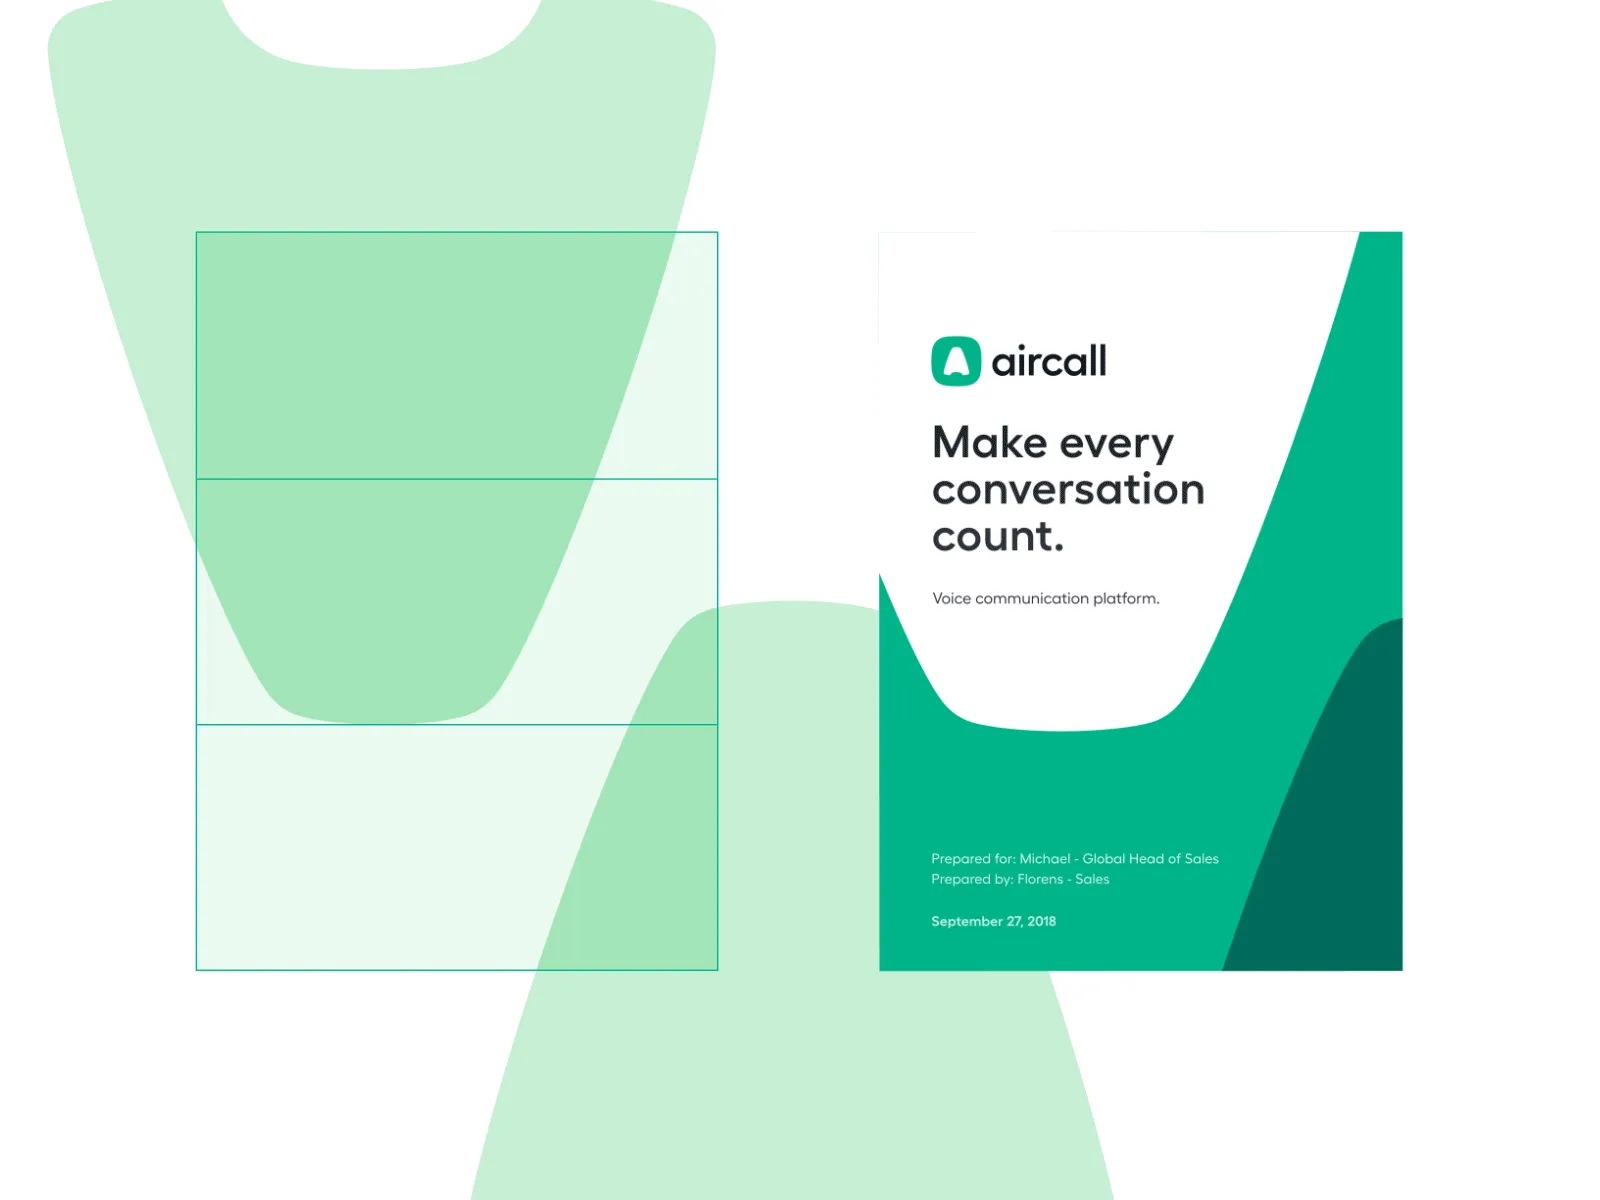 aircall
Make every
conversation
count.
Voice communication platform.
Prepared for: Michael - Global Head of Sales
Prepared by: Florens - Sales
September 27, 2018